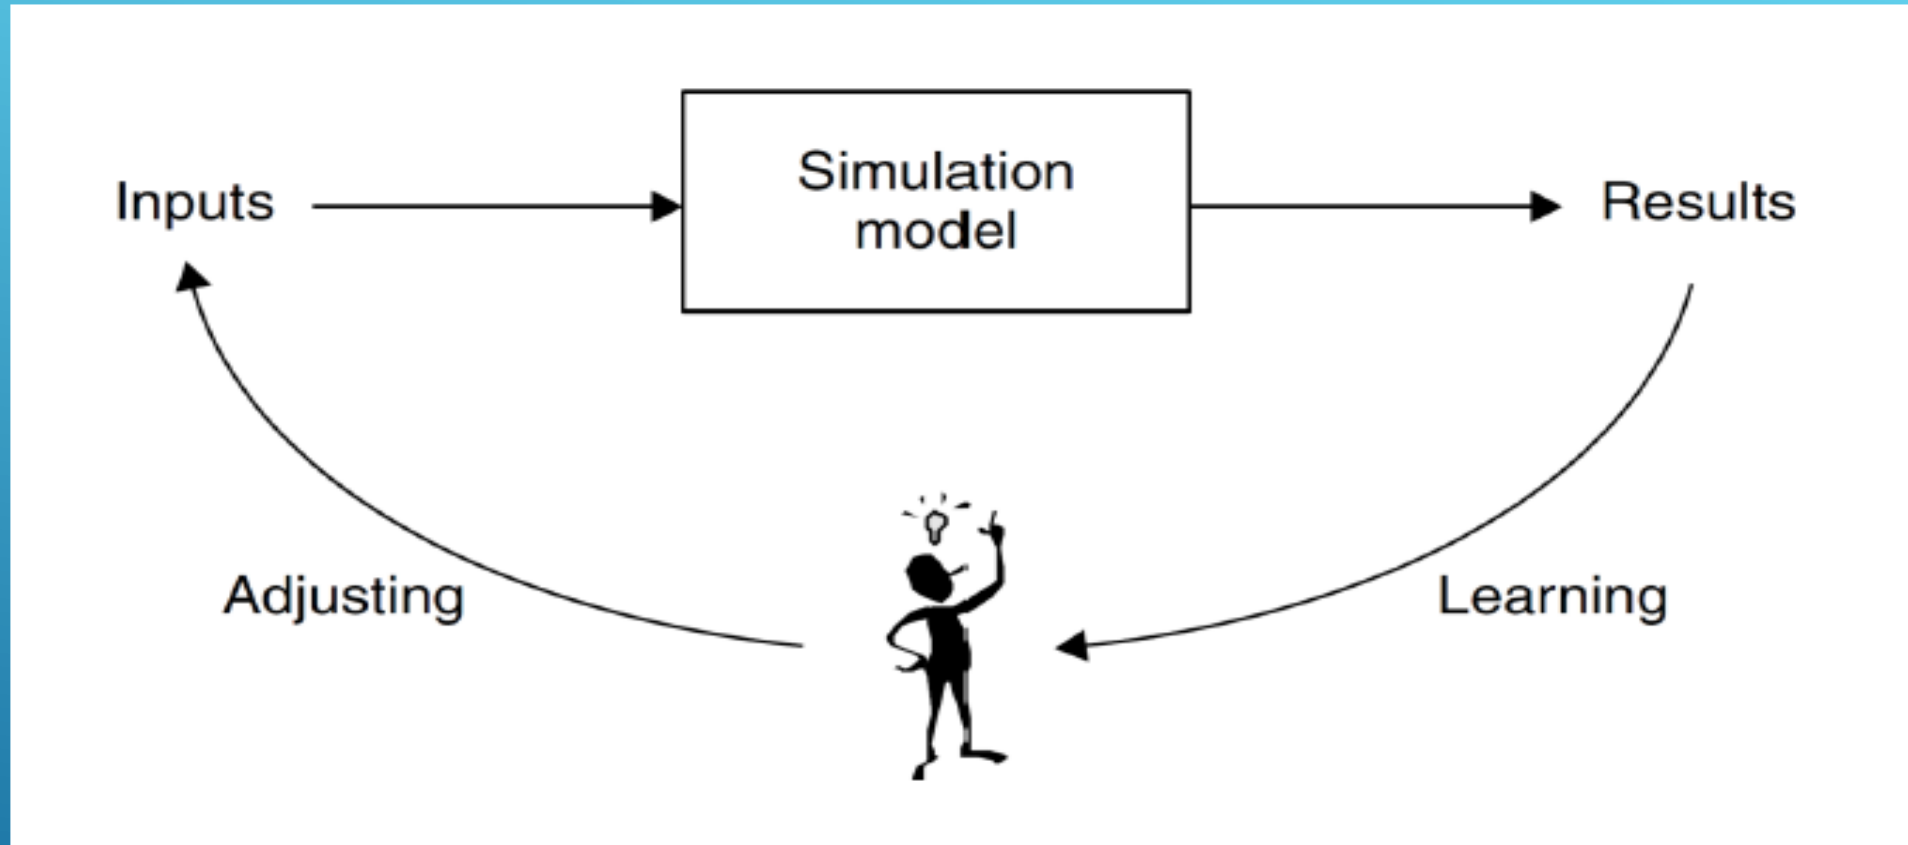 Inputs
Simulation
model
Results
Adjusting
Learning